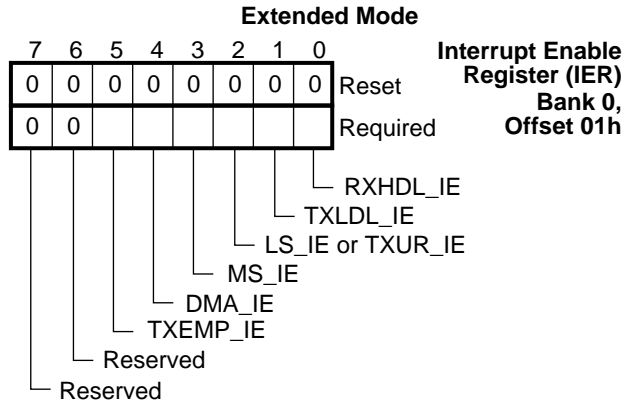 Extended Mode
7 6 5 4 3 2 1 0
Interrupt Enable
Register (IER)
Bank 0,
Offset 01h
0 0 0 0 0 0 0 0 Reset
0 0 Required
RXHDL_IE
TXLDL_IE
LS_IE or TXUR_IE
MS_IE
DMA_IE
TXEMP_IE
Reserved
Reserved